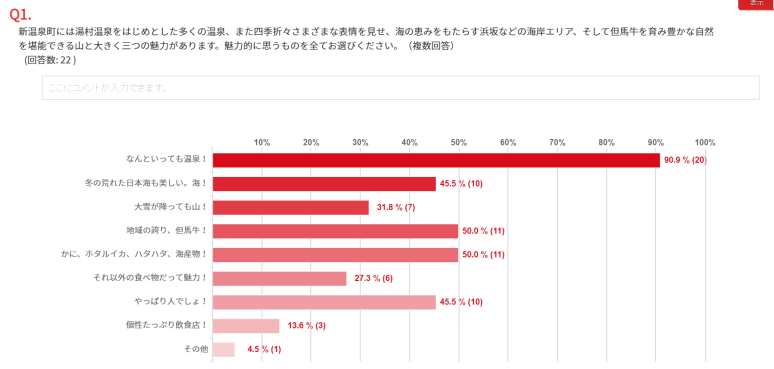 表示
Q1.
新温泉町には湯村温泉をはじめとした多くの温泉、また四季折々さまざまな表情を見せ、海の恵みをもたらす浜坂などの海岸エリア、そして但馬牛を育み豊かな自然
を堪能できる山と大きく三つの魅力があります。魅力的に思うものを全てお選びください。（複数回答）
(回答数: 22 )
ここにコメントが入力できます。
10% 20% 30% 40% 50% 60% 70% 80% 90% 100%
なんといっても温泉！ 90.9 % (20)
冬の荒れた日本海も美しい。海！ 45.5 % (10)
大雪が降っても山！ 31.8 % (7)
地域の誇り、但馬牛！ 50.0 % (11)
かに、ホタルイカ、ハタハタ、海産物！ 50.0 % (11)
それ以外の食べ物だって魅力！ 27.3 % (6)
やっぱり人でしょ！ 45.5 % (10)
個性たっぷり飲食店！ 13.6 % (3)
その他 4.5 % (1)